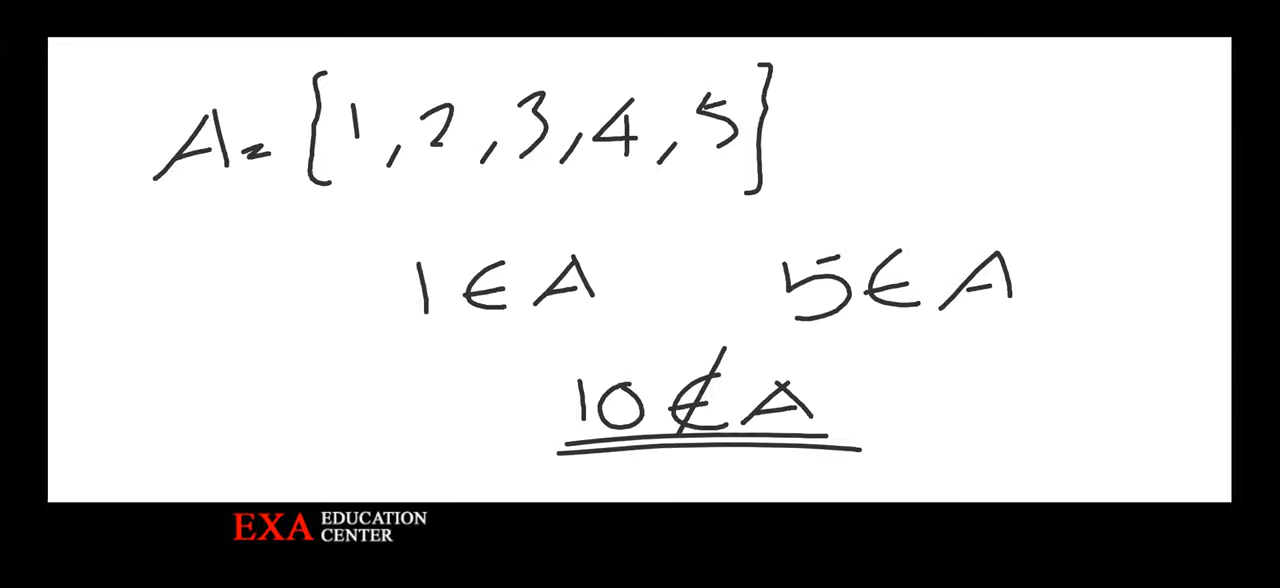 A = {1, 2, 3, 4, 5}
1 ∈ A 5 ∈ A
10 ∉ A
EXA EDUCATION
CENTER